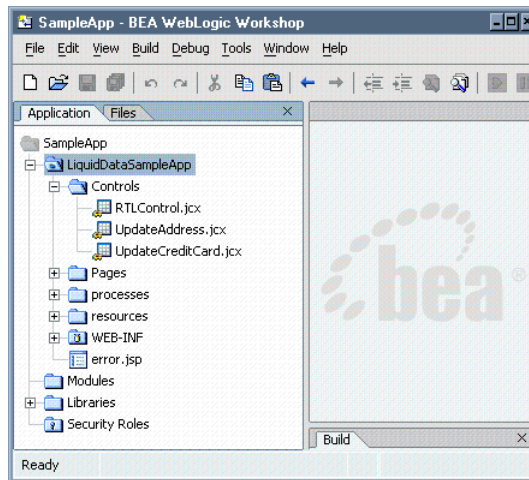 SampleApp - BEA WebLogic Workshop
File Edit View Build Debug Tools Window Help
Application Files
SampleApp
LiquidDataSampleApp
Controls
RTLControl.jcx
UpdateAddress.jcx
UpdateCreditCard.jcx
Pages
processes
resources
WEB-INF
error.jsp
Modules
Libraries
Security Roles
bea®
Build
Ready